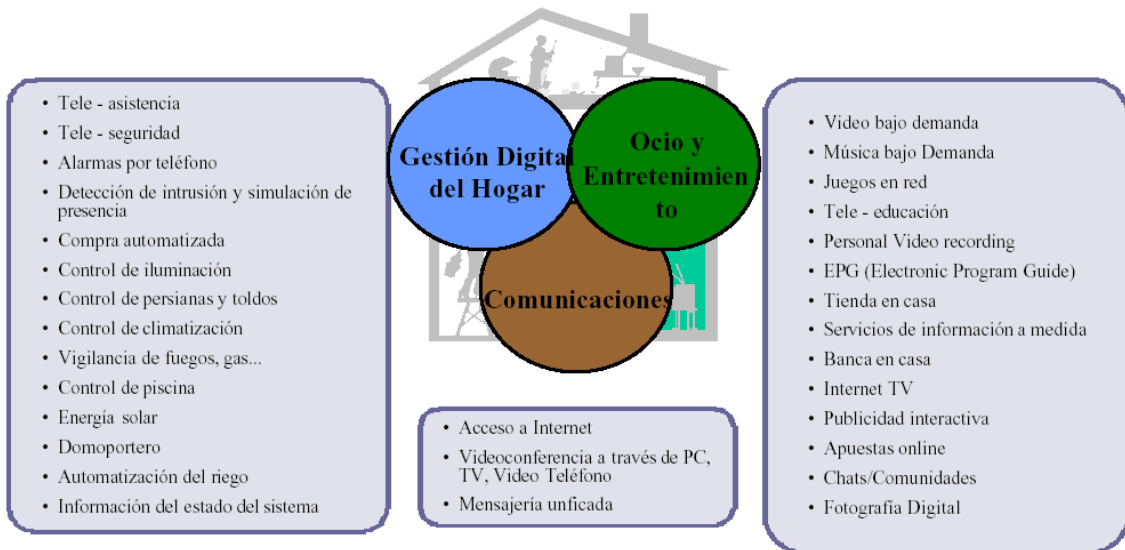 • Tele - asistencia
• Tele - seguridad
• Alarmas por teléfono
• Detección de intrusión y simulación de
presencia
• Compra automatizada
• Control de iluminación
• Control de persianas y toldos
• Control de climatización
• Vigilancia de fuegos, gas...
• Control de piscina
• Energía solar
• Domoportero
• Automatización del riego
• Información del estado del sistema
Gestión Digital
del Hogar
Ocio y
Entretenimien
to
Comunicaciones
• Acceso a Internet
• Videoconferencia a través de PC,
TV, Video Teléfono
• Mensajería unficada
• Video bajo demanda
• Música bajo Demanda
• Juegos en red
• Tele - educación
• Personal Video recording
• EPG (Electronic Program Guide)
• Tienda en casa
• Servicios de información a medida
• Banca en casa
• Internet TV
• Publicidad interactiva
• Apuestas online
• Chats/Comunidades
• Fotografía Digital